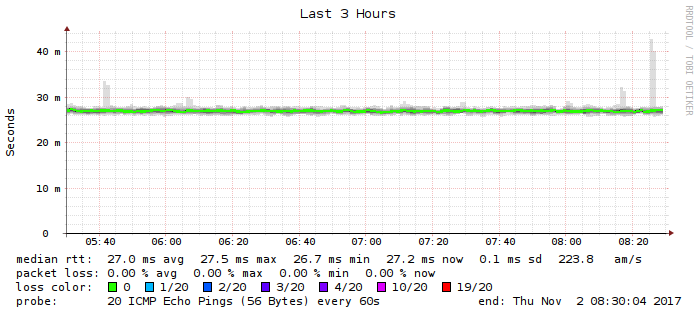 Last 3 Hours
RRDTOOL / TOBI OETIKER
Seconds
40 m
30 m
20 m
10 m
0
05:40 06:00 06:20 06:40 07:00 07:20 07:40 08:00 08:20
median rtt: 27.0 ms avg 27.5 ms max 26.7 ms min 27.2 ms now 0.1 ms sd 223.8 am/s
packet loss: 0.00 % avg 0.00 % max 0.00 % min 0.00 % now
loss color: 0 1/20 2/20 3/20 4/20 10/20 19/20
probe: 20 ICMP Echo Pings (56 Bytes) every 60s end: Thu Nov 2 08:30:04 2017